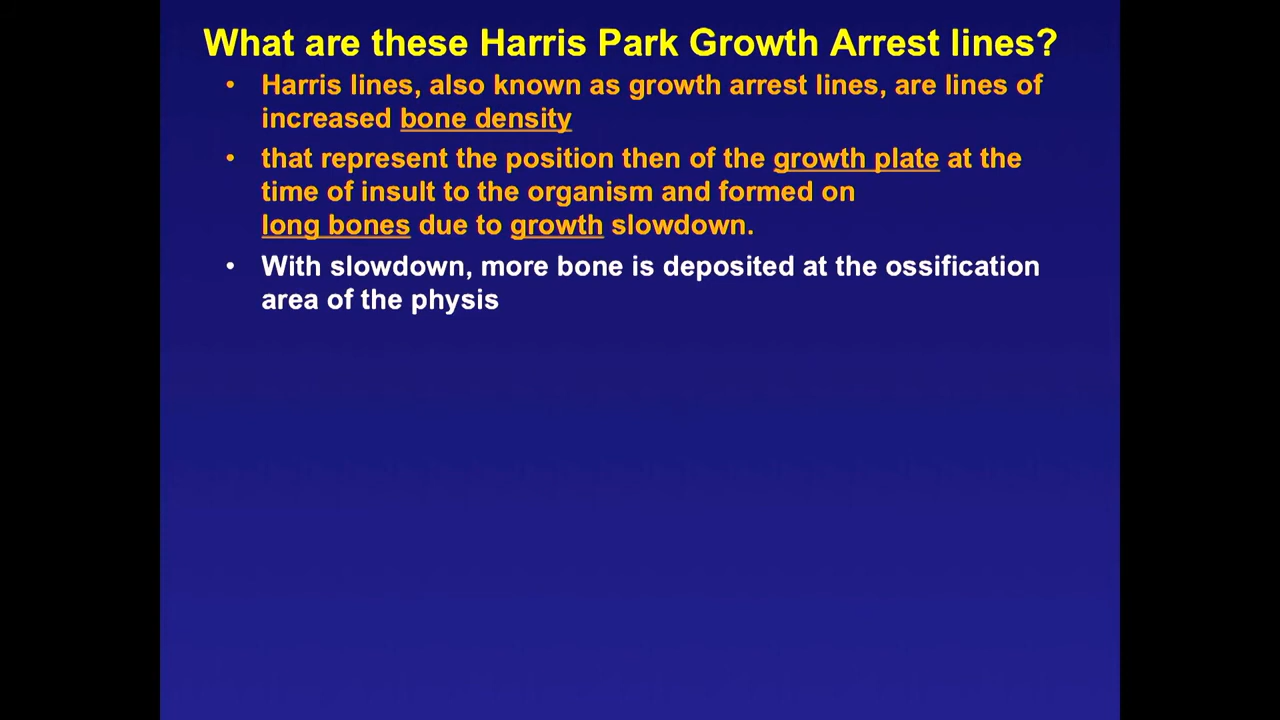 What are these Harris Park Growth Arrest lines?
• Harris lines, also known as growth arrest lines, are lines of
increased bone density
• that represent the position then of the growth plate at the
time of insult to the organism and formed on
long bones due to growth slowdown.
• With slowdown, more bone is deposited at the ossification
area of the physis